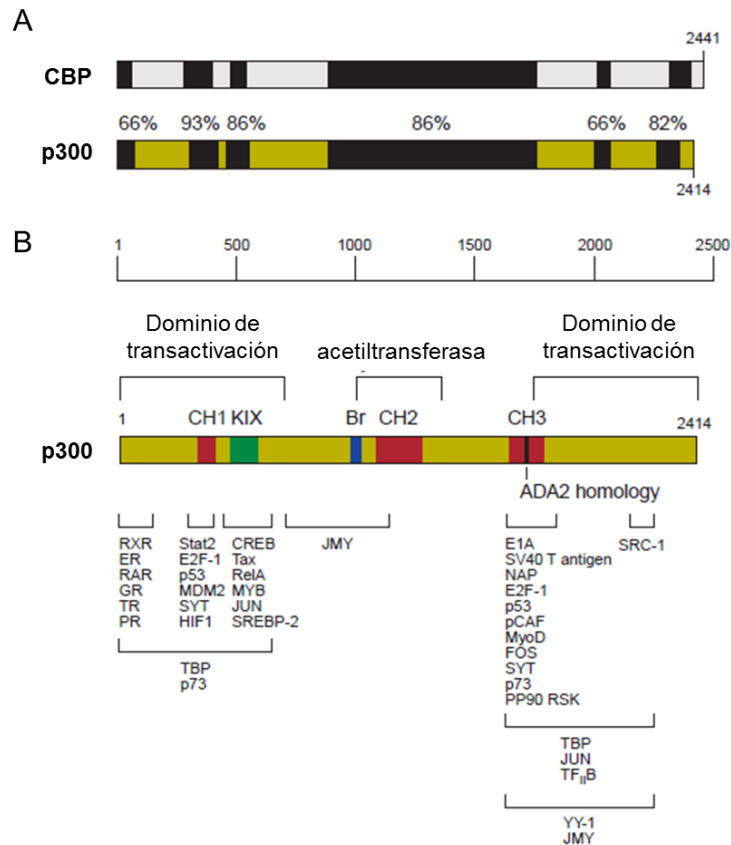 A
2441
CBP
66% 93% 86% 86% 66% 82%
p300
2414
B
1 500 1000 1500 2000 2500
Dominio de
transactivación
acetiltransferasa
Dominio de
transactivación
1 CH1 KIX Br CH2 CH3 2414
p300
ADA2 homology
RXR Stat2 CREB JMY E1A SRC-1
ER E2F-1 Tax SV40 T antigen
RAR p53 RelA NAP
GR MDM2 MYB E2F-1
TR SYT JUN p53
PR HIF1 SREBP-2 pCAF
MyoD
FOS
SYT
p73
PP90 RSK
TBP
p73
TBP
JUN
TFIIB
YY-1
JMY